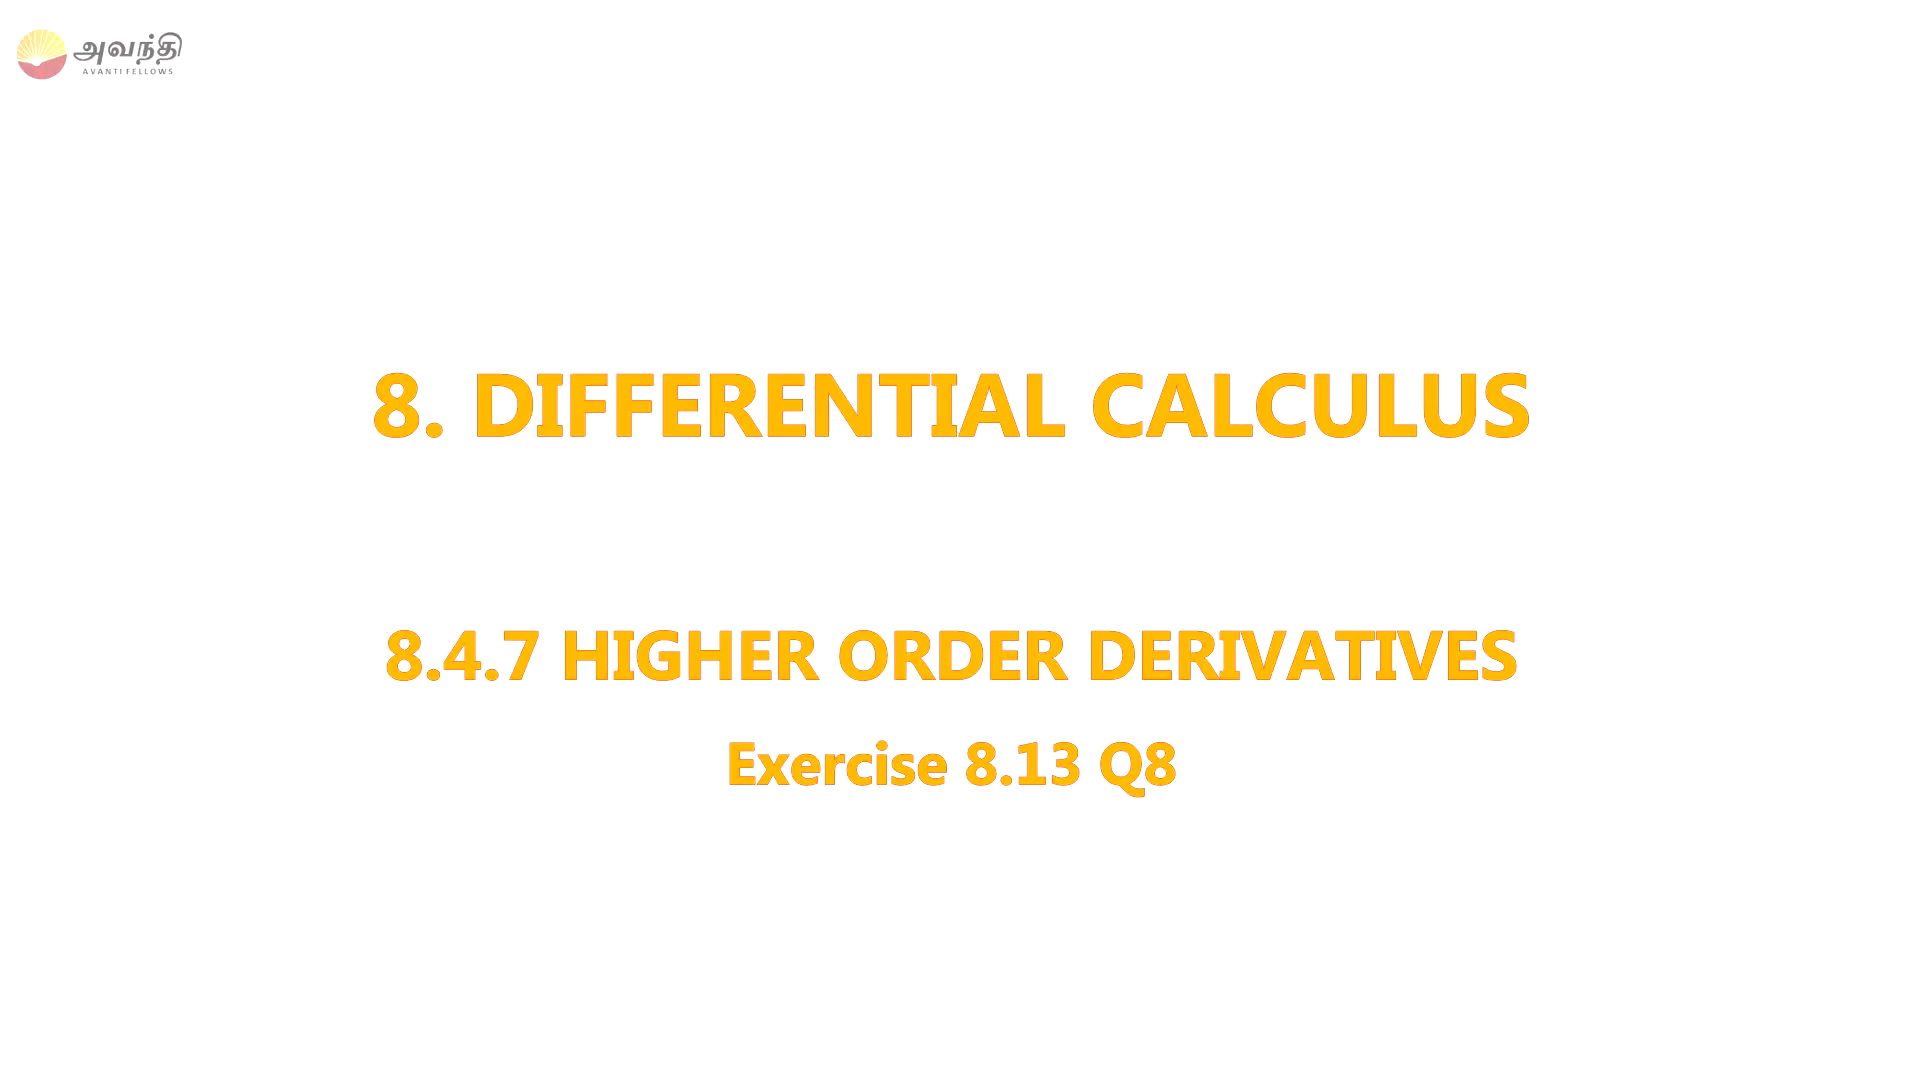 அவந்தி
AVANTI FELLOWS
8. DIFFERENTIAL CALCULUS
8.4.7 HIGHER ORDER DERIVATIVES
Exercise 8.13 Q8